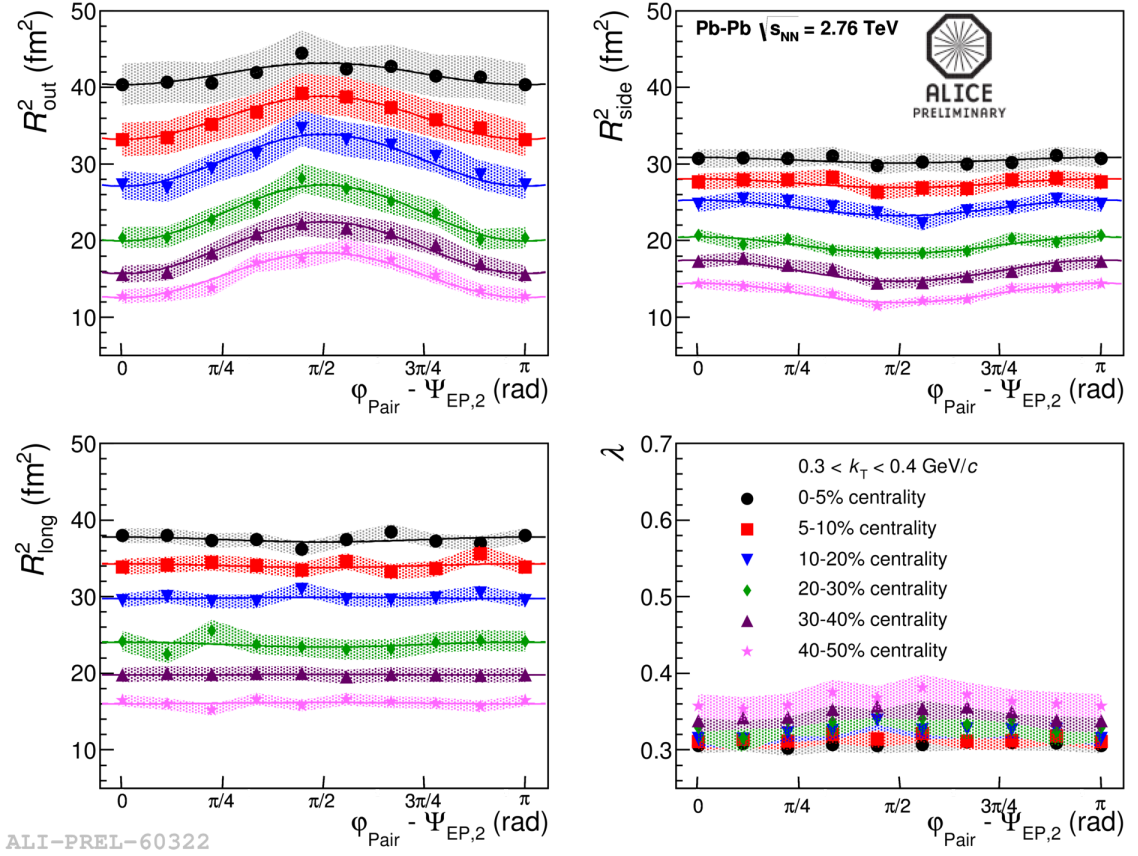 50
40
30
20
10
R²out (fm²)
0 π/4 π/2 3π/4 π
φPair - ΨEP,2 (rad)
50
40
30
20
10
R²side (fm²)
Pb-Pb √sNN = 2.76 TeV
ALICE
PRELIMINARY
0 π/4 π/2 3π/4 π
φPair - ΨEP,2 (rad)
50
40
30
20
10
R²long (fm²)
0 π/4 π/2 3π/4 π
φPair - ΨEP,2 (rad)
0.7
0.6
0.5
0.4
0.3
λ
0.3 < kT < 0.4 GeV/c
0-5% centrality
5-10% centrality
10-20% centrality
20-30% centrality
30-40% centrality
40-50% centrality
0 π/4 π/2 3π/4 π
φPair - ΨEP,2 (rad)
ALI-PREL-60322